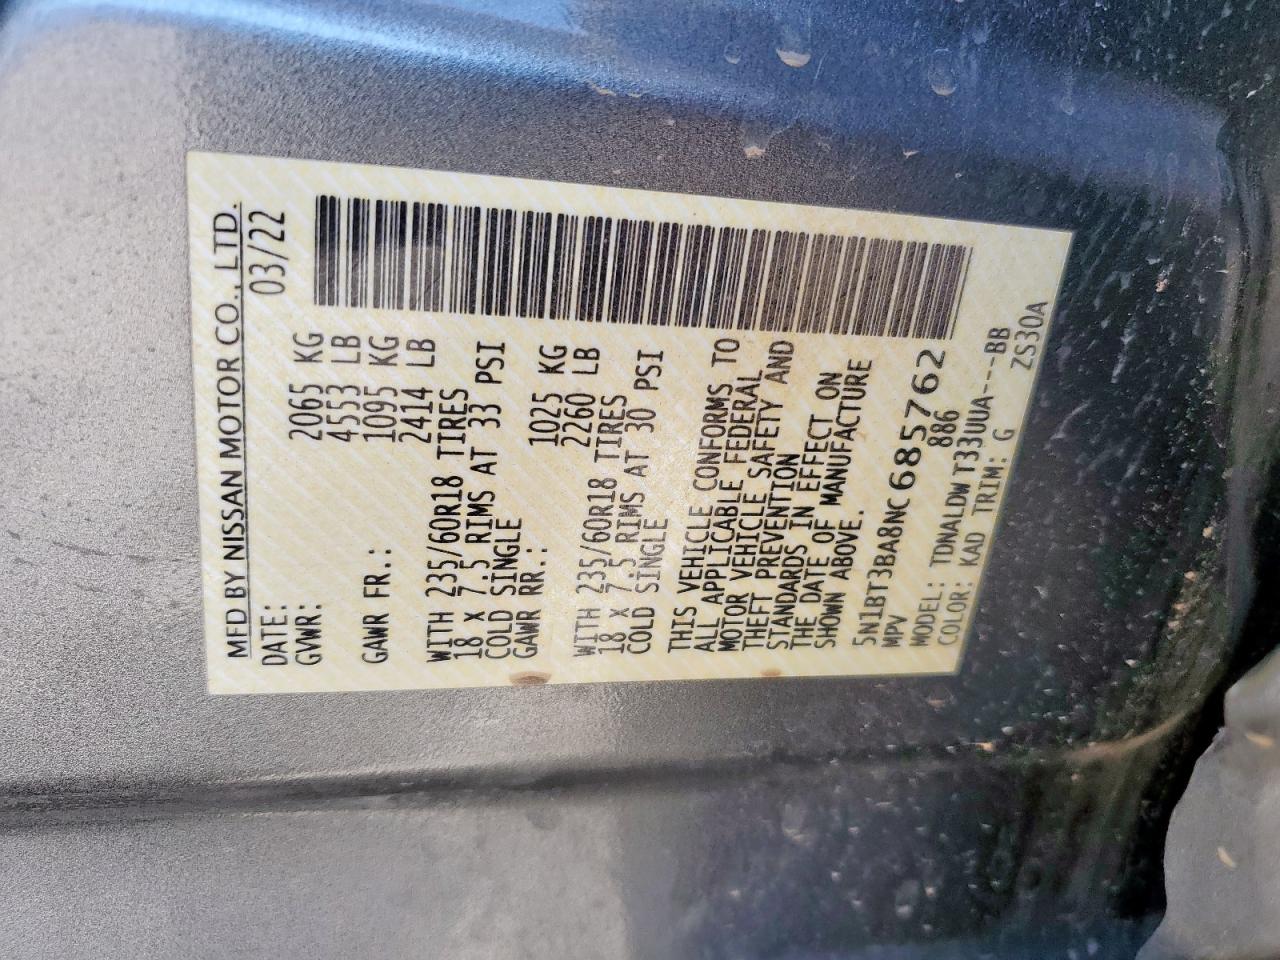 MFD BY NISSAN MOTOR CO., LTD.
DATE: 03/22
GVWR: 2065 KG
4553 LB
GAWR FR.: 1095 KG
2414 LB
WITH 235/60R18 TIRES
18 X 7.5 RIMS AT 33 PSI
COLD SINGLE
GAWR RR.: 1025 KG
2260 LB
WITH 235/60R18 TIRES
18 X 7.5 RIMS AT 30 PSI
COLD SINGLE
THIS VEHICLE CONFORMS TO
ALL APPLICABLE FEDERAL
MOTOR VEHICLE SAFETY AND
THEFT PREVENTION
STANDARDS IN EFFECT ON
THE DATE OF MANUFACTURE
SHOWN ABOVE.
5N1BT3BA8NC685762
MPV 886
MODEL: TDNALDW T33UUA---BB
COLOR: KAD TRIM: G ZS30A